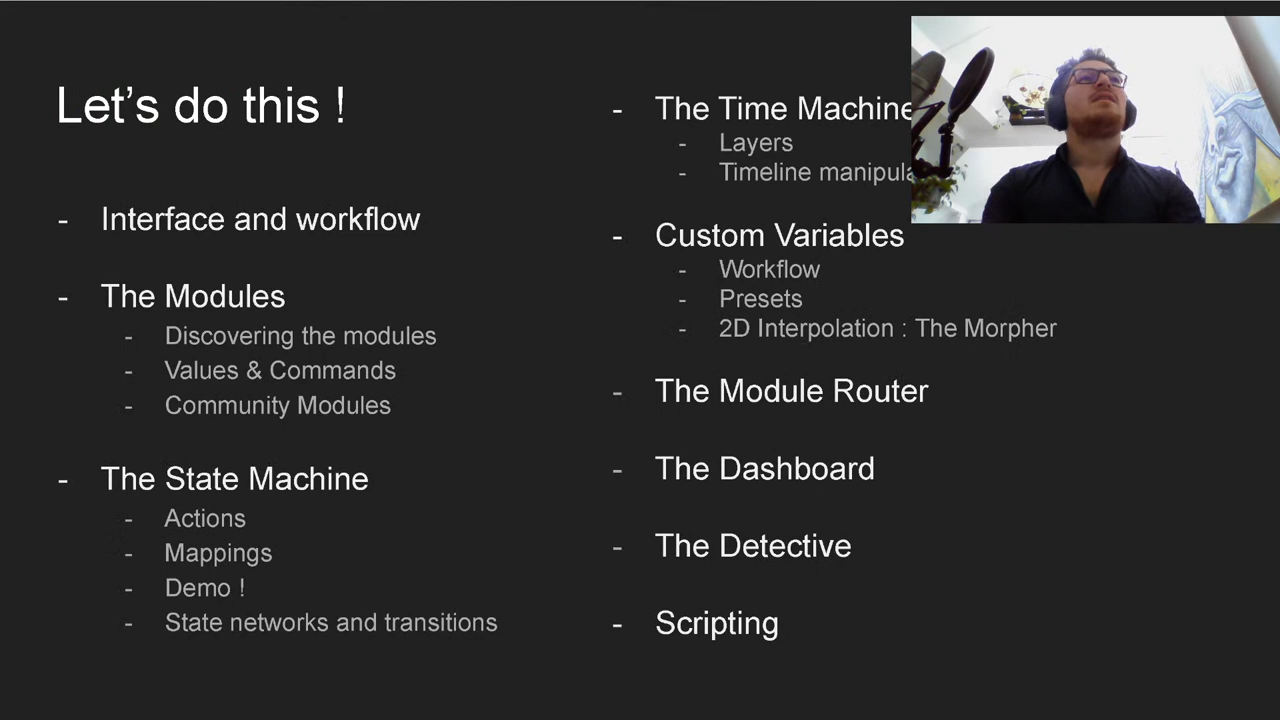 Let's do this !
- Interface and workflow
- The Modules
- Discovering the modules
- Values & Commands
- Community Modules
- The State Machine
- Actions
- Mappings
- Demo !
- State networks and transitions
- The Time Machine
- Layers
- Timeline
- Custom Variables
- Workflow
- Presets
- 2D Interpolation : The Morpher
- The Module Router
- The Dashboard
- The Detective
- Scripting